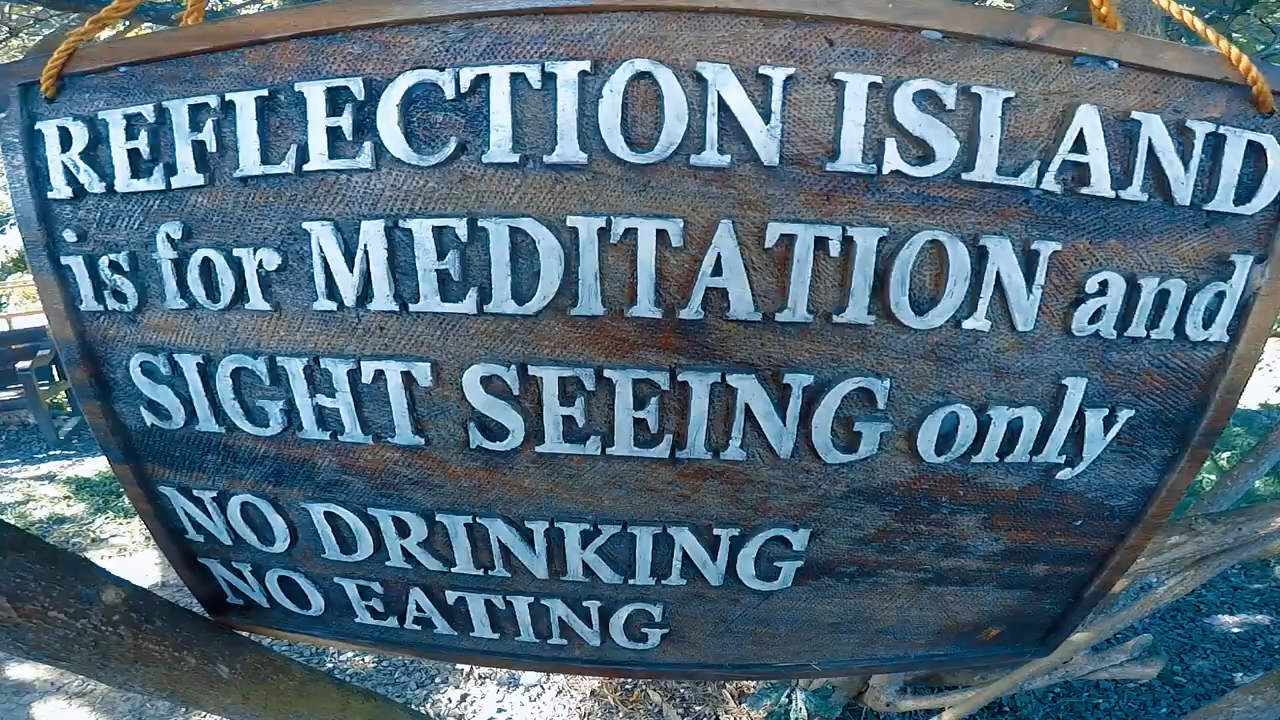 REFLECTION ISLAND
is for MEDITATION and
SIGHT SEEING only
NO DRINKING
NO EATING